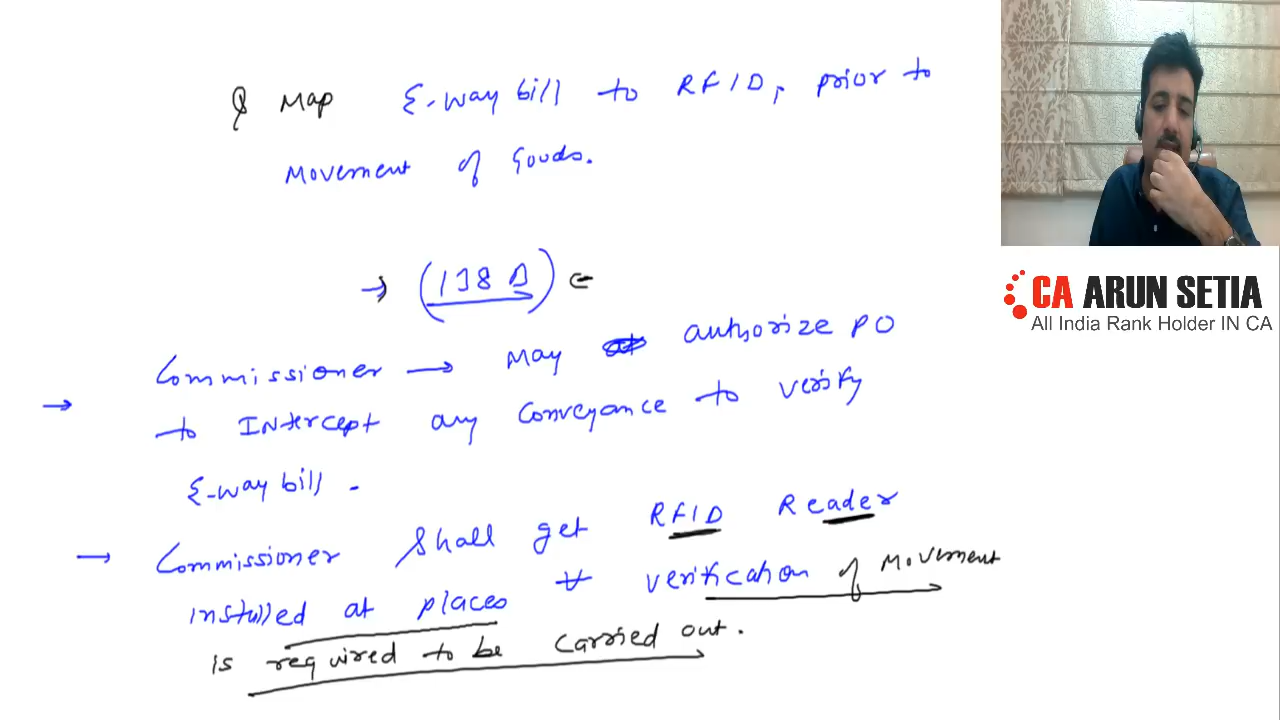 & Map E-way bill to RFID, prior to
Movement of Goods.
→ (138 B)
Commissioner → May authorize PO
→ to Intercept any Conveyance to verify
E-way bill.
→ Commissioner shall get RFID Reader
installed at places verification of Movement
is required to be carried out.
CA ARUN SETIA
All India Rank Holder IN CA